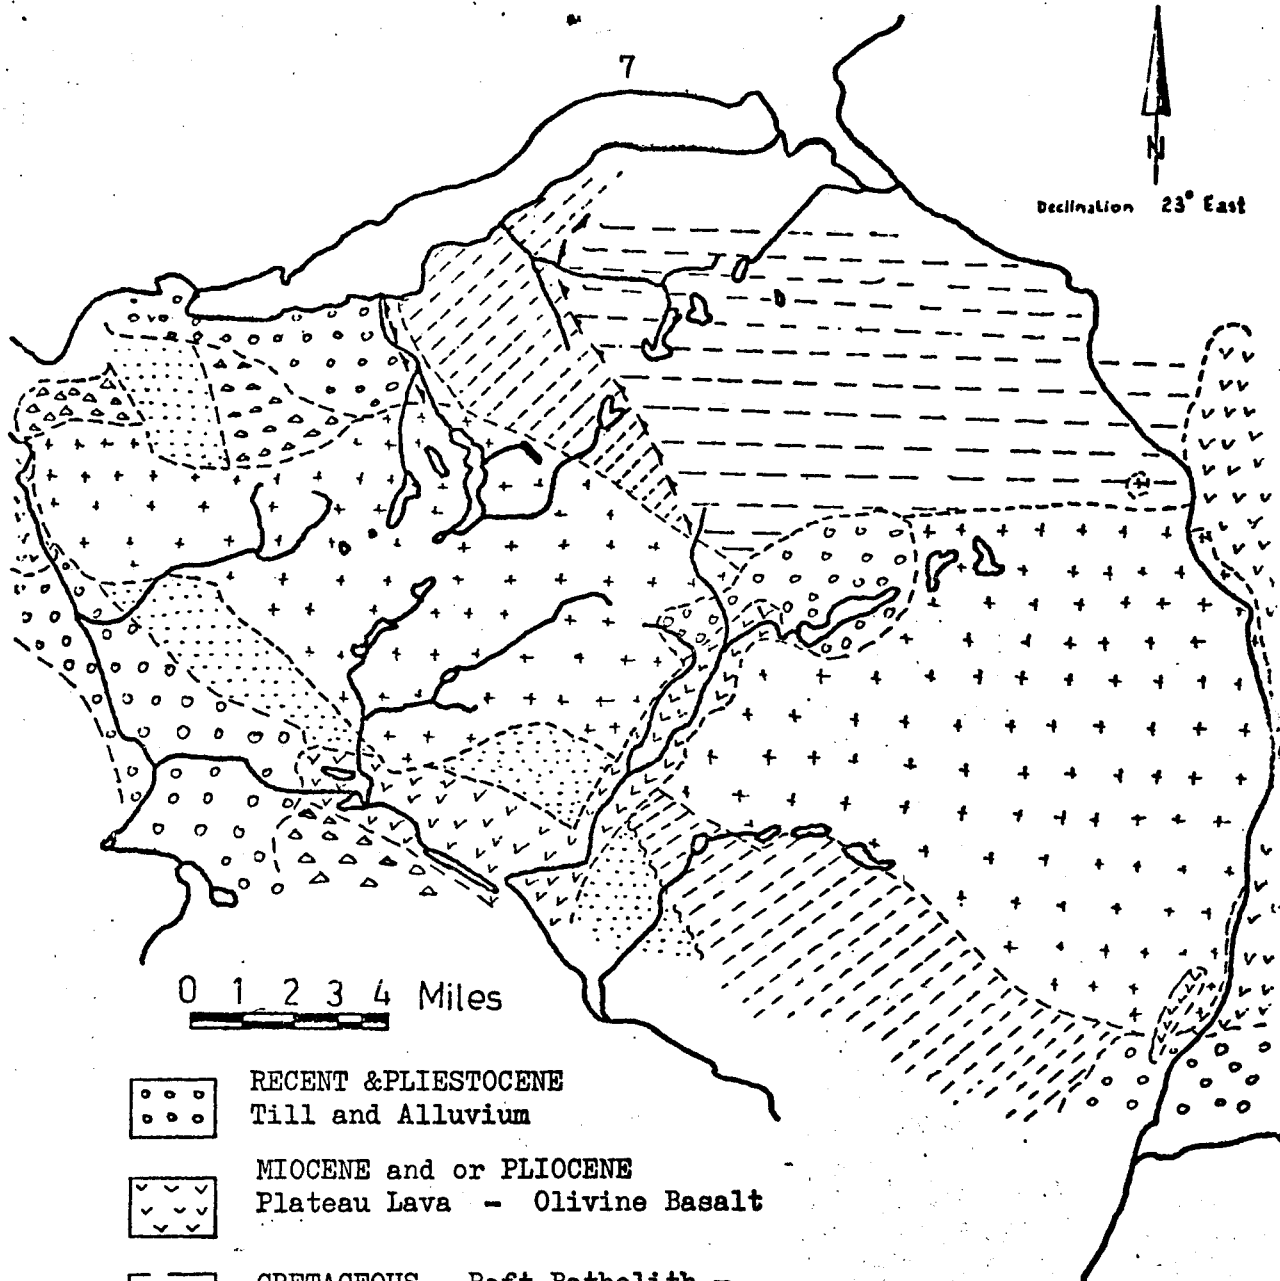 7
N
Declination 23° East
0 1 2 3 4 Miles
RECENT &PLIESTOCENE
Till and Alluvium
MIOCENE and or PLIOCENE
Plateau Lava - Olivine Basalt
CRETACEOUS - Raft Batholith -